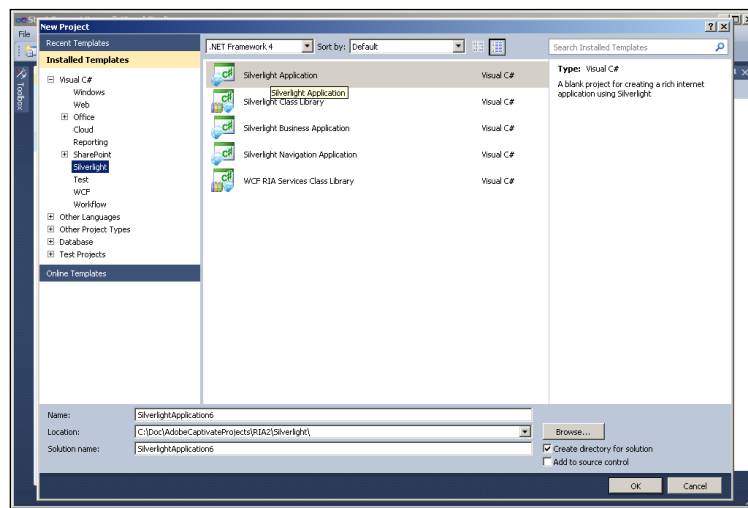 New Project
File
Toolbox
Recent Templates
Installed Templates
Visual C#
Windows
Web
Office
Cloud
Reporting
SharePoint
Silverlight
Test
WCF
Workflow
Other Languages
Other Project Types
Database
Test Projects
Online Templates
.NET Framework 4 Sort by: Default
Search Installed Templates
Silverlight Application Visual C#
Silverlight Application
Silverlight Class Library Visual C#
Silverlight Business Application Visual C#
Silverlight Navigation Application Visual C#
WCF RIA Services Class Library Visual C#
Type: Visual C#
A blank project for creating a rich internet
application using Silverlight
Name: SilverlightApplication6
Location: C:\Doc\AdobeCaptivateProjects\RIA2\Silverlight\ Browse...
Solution name: SilverlightApplication6
Create directory for solution
Add to source control
OK Cancel